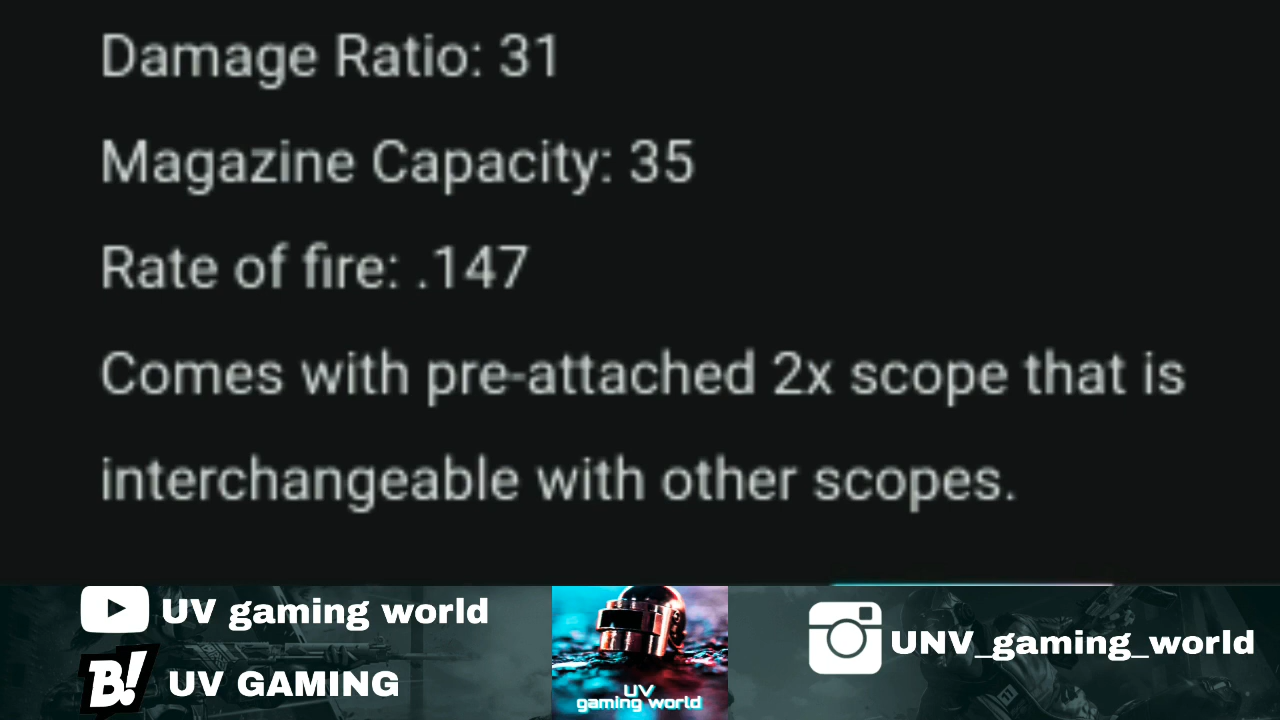 Damage Ratio: 31
Magazine Capacity: 35
Rate of fire: .147
Comes with pre-attached 2x scope that is
interchangeable with other scopes.
UV gaming world
B! UV GAMING
UV
gaming world
UNV_gaming_world